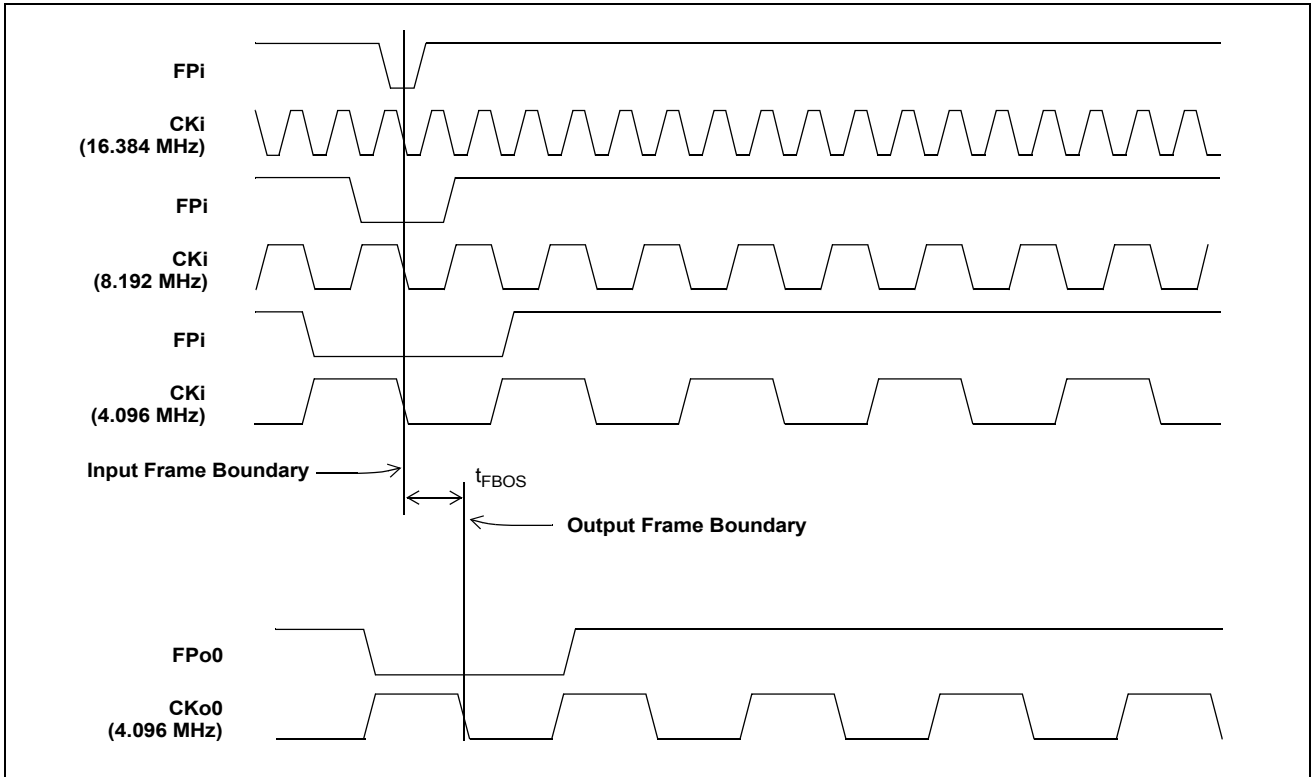 FPi
CKi
(16.384 MHz)
FPi
CKi
(8.192 MHz)
FPi
CKi
(4.096 MHz)
Input Frame Boundary
tFBOS
Output Frame Boundary
FPo0
CKo0
(4.096 MHz)